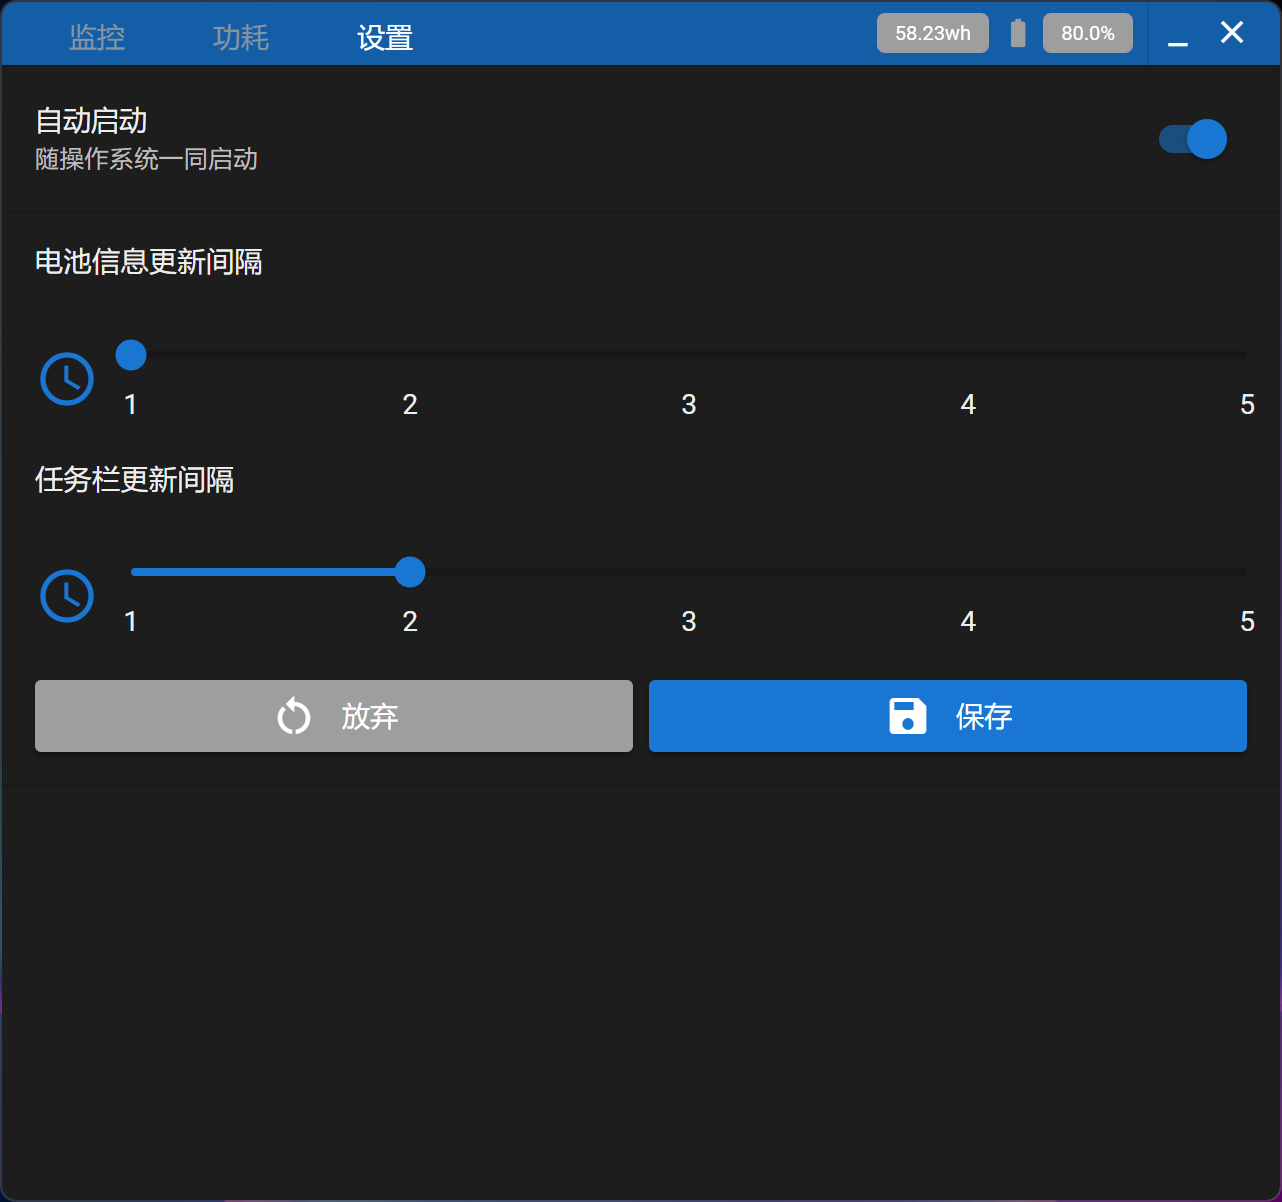 监控 功耗 设置 58.23wh 80.0%
自动启动
随操作系统一同启动
电池信息更新间隔
1 2 3 4 5
任务栏更新间隔
1 2 3 4 5
放弃 保存